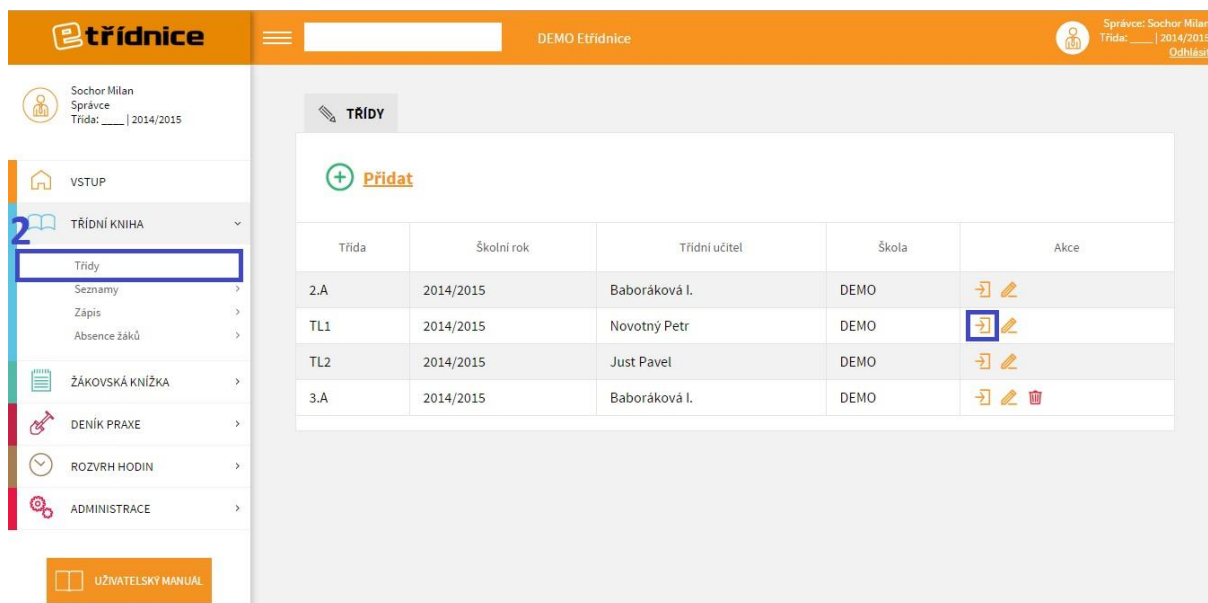 etřídnice
DEMO Etřídnice
Správce: Sochor Milan
Třída: ____ | 2014/2015
Odhlásit
Sochor Milan
Správce
Třída: ____ | 2014/2015
VSTUP
2
TŘÍDNÍ KNIHA
Třídy
Seznamy
Zápis
Absence žáků
ŽÁKOVSKÁ KNÍŽKA
DENÍK PRAXE
ROZVRH HODIN
ADMINISTRACE
UŽIVATELSKÝ MANUÁL
TŘÍDY
Přidat
Třída Školní rok Třídní učitel Škola Akce
2.A 2014/2015 Baboráková I. DEMO
TL1 2014/2015 Novotný Petr DEMO
TL2 2014/2015 Just Pavel DEMO
3.A 2014/2015 Baboráková I. DEMO